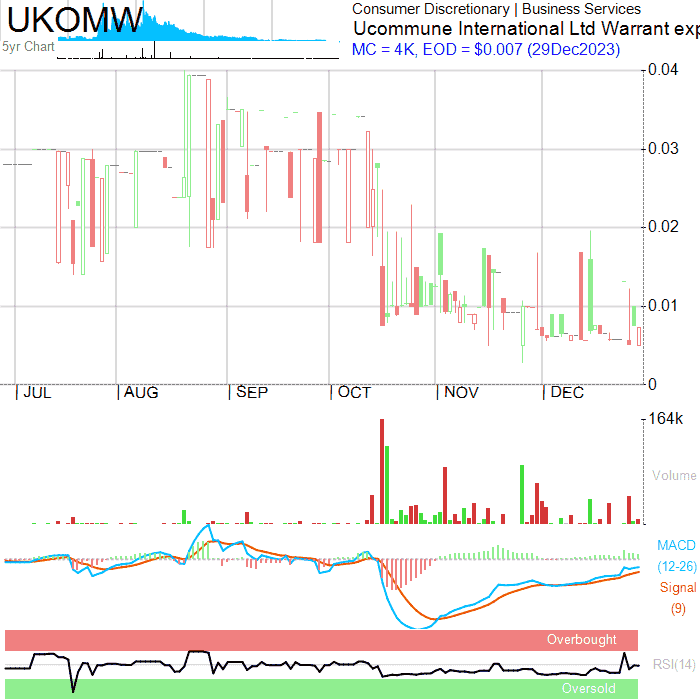 UKOMW
Consumer Discretionary | Business Services
Ucommune International Ltd Warrant exp
5yr Chart
MC = 4K, EOD = $0.007 (29Dec2023)
0.04
0.03
0.02
0.01
0
JUL AUG SEP OCT NOV DEC
164k
Volume
MACD
(12-26)
Signal
(9)
Overbought
RSI(14)
Oversold